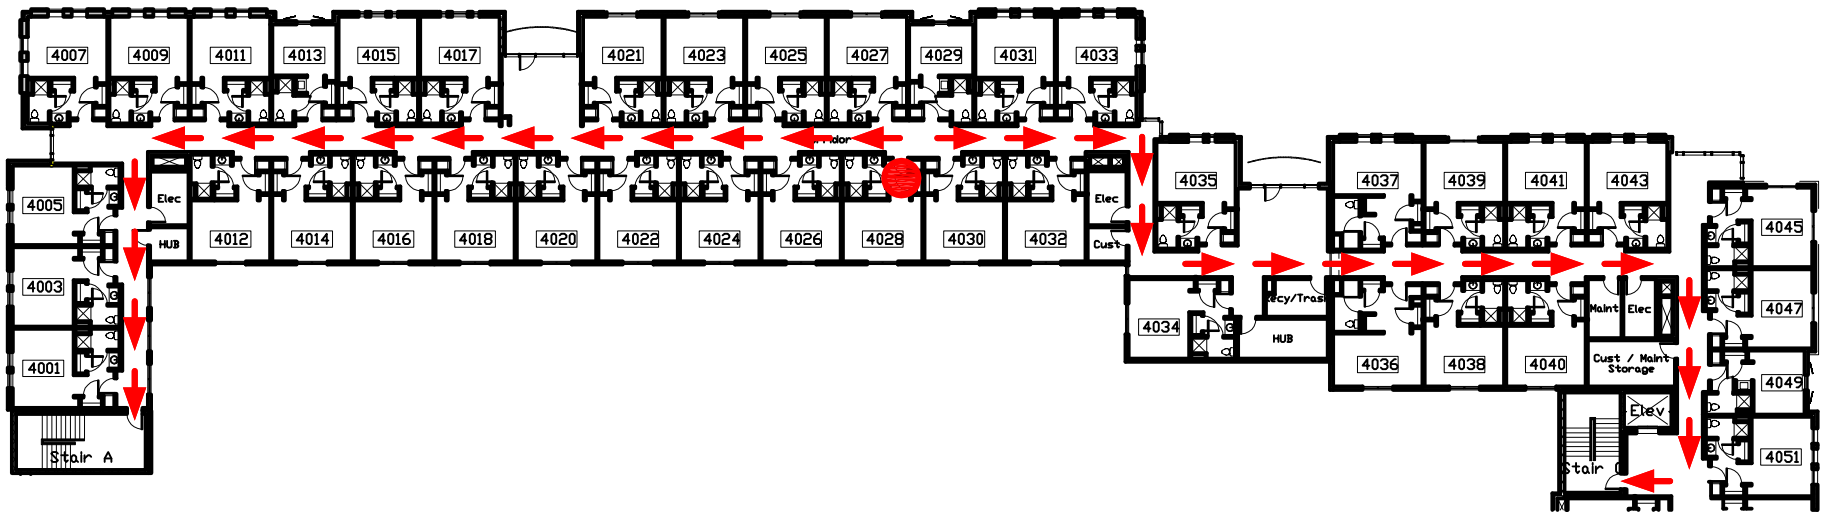 4007 4009 4011 4013 4015 4017 4021 4023 4025 4027 4029 4031 4033
4035 4037 4039 4041 4043
4005 Elec Elec 4045
HUB 4012 4014 4016 4018 4020 4022 4024 4026 4028 4030 4032 Cust
4003 4047
4034 Maint Elec
HUB
4001 4036 4038 4040 Cust / Maint
Storage
4049
Elev
Stair A 4051
Stair